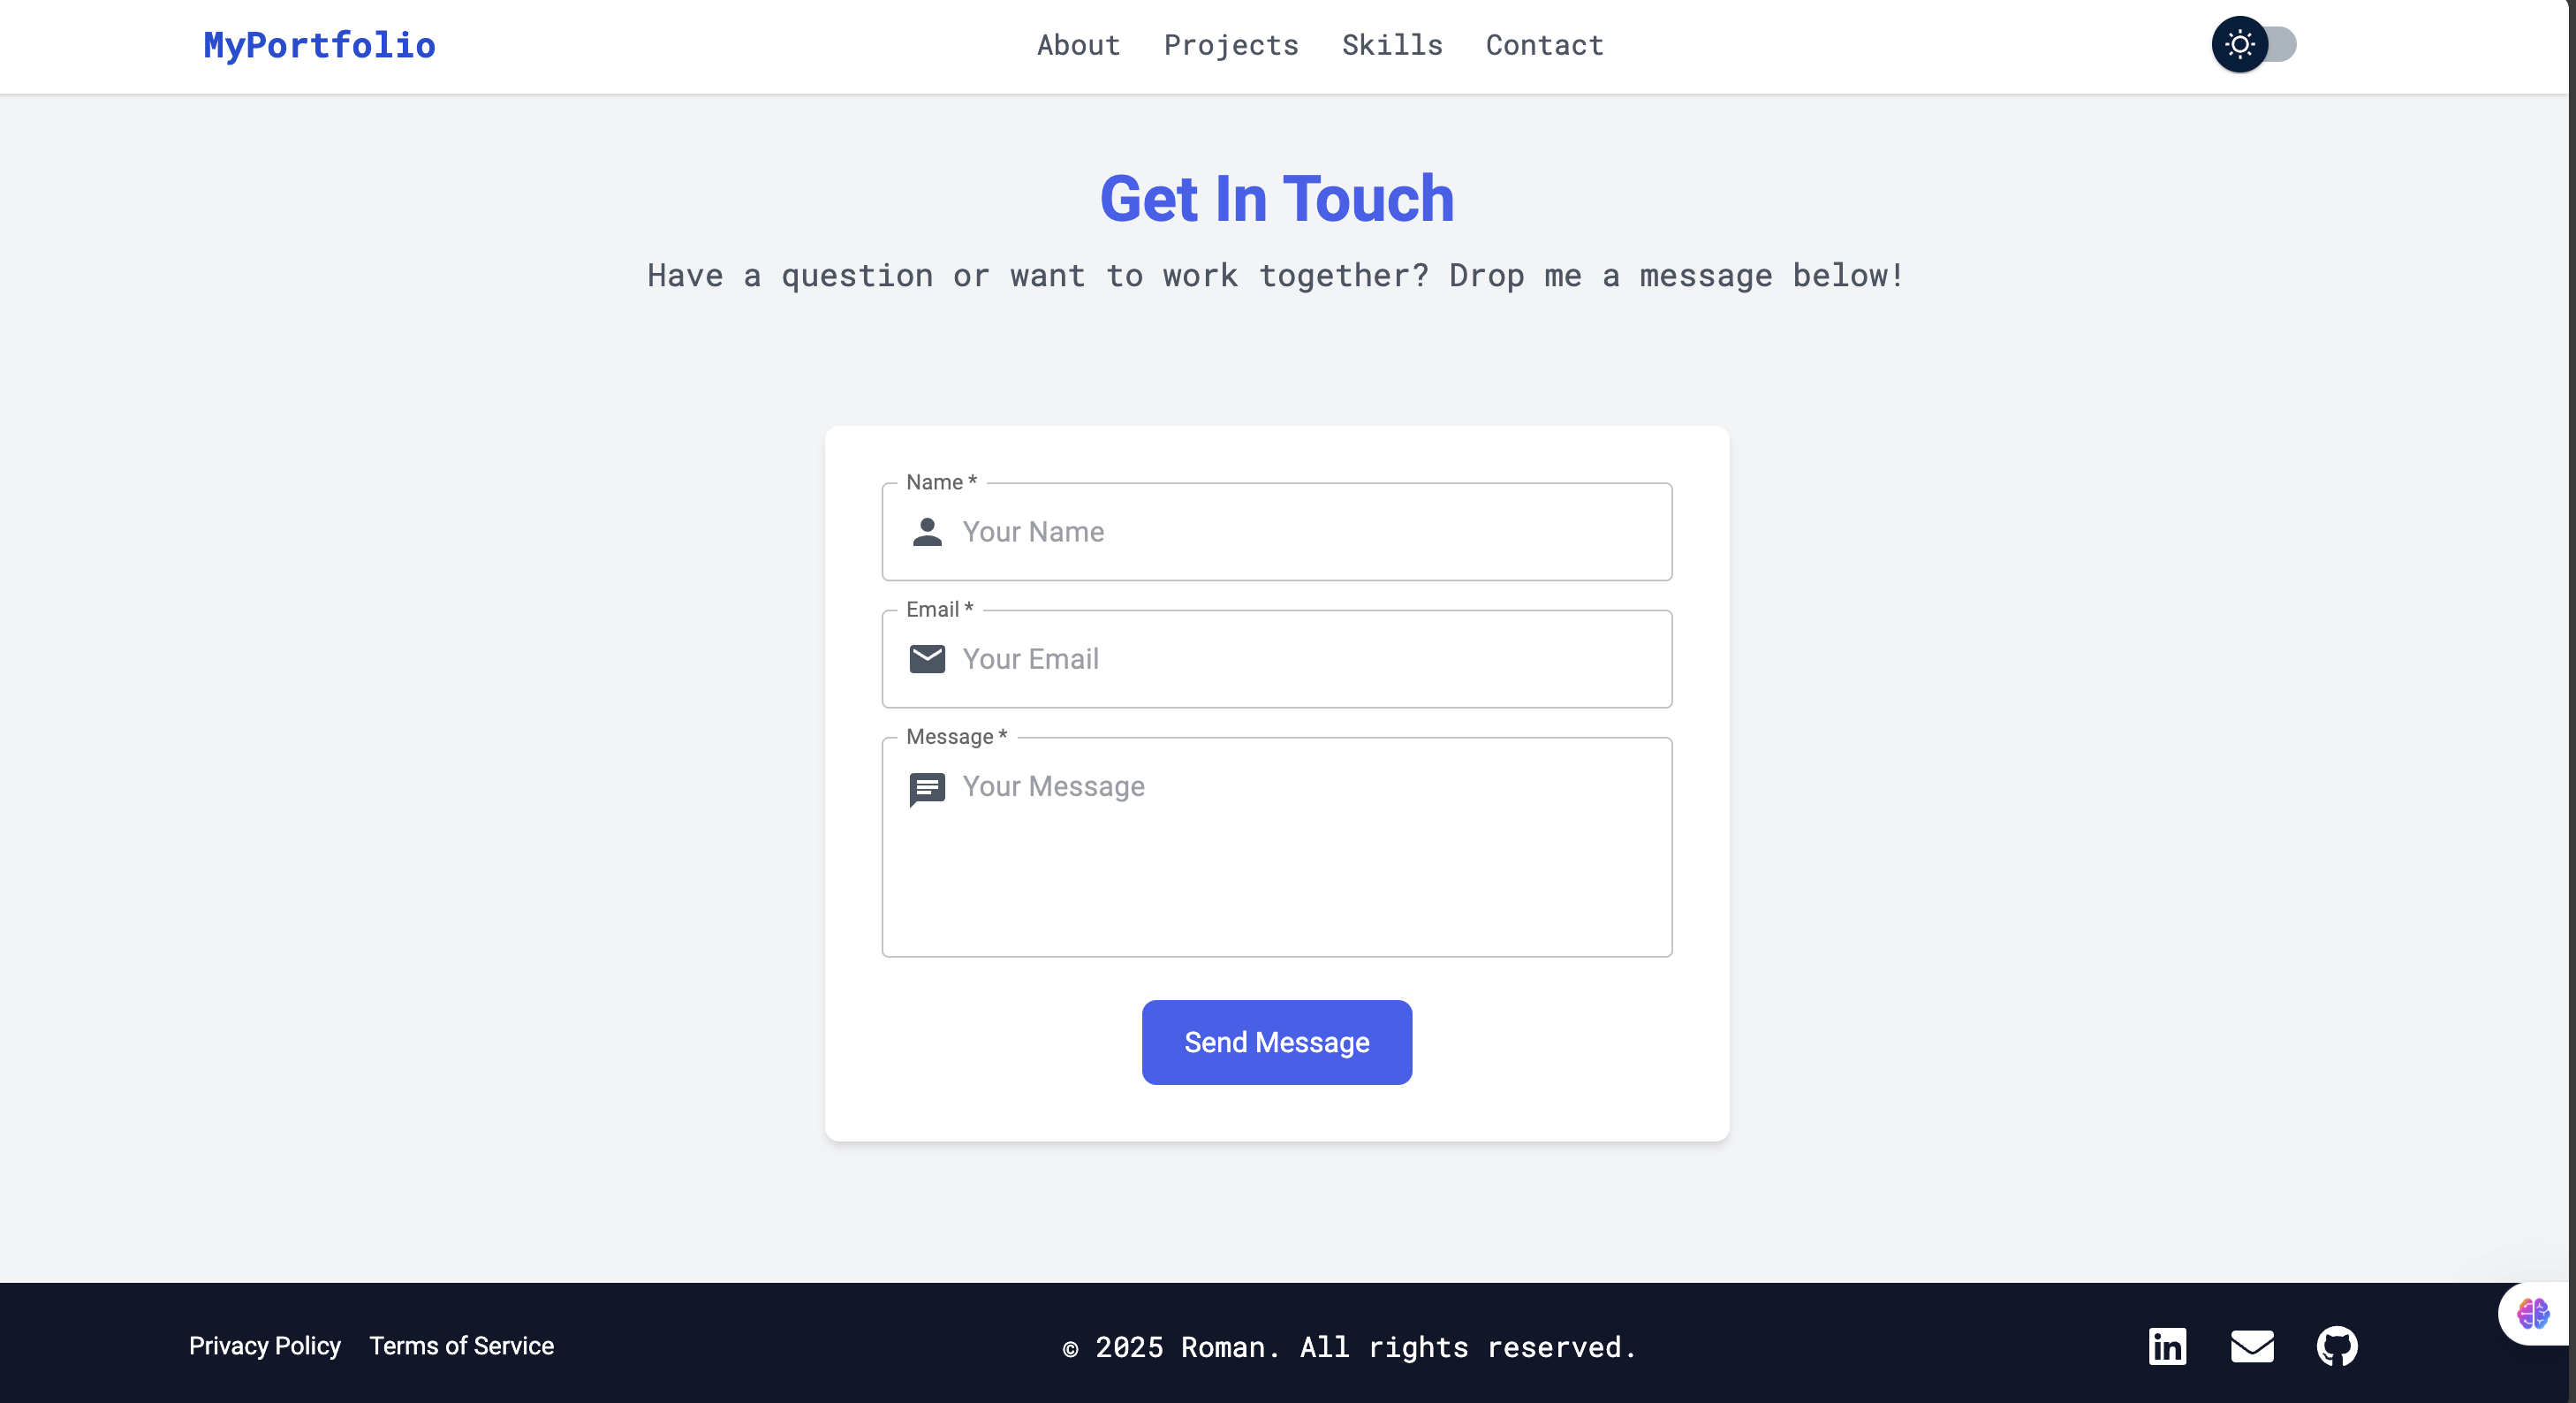 MyPortfolio About Projects Skills Contact
Get In Touch
Have a question or want to work together? Drop me a message below!
Name *
Your Name
Email *
Your Email
Message *
Your Message
Send Message
Privacy Policy Terms of Service © 2025 Roman. All rights reserved.